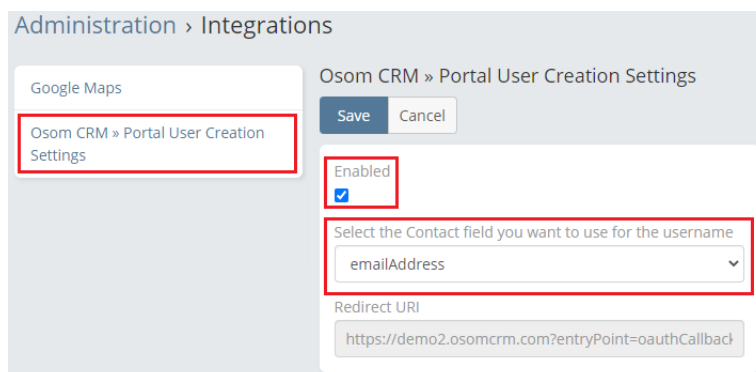 Administration › Integrations
Google Maps
Osom CRM » Portal User Creation
Settings
Osom CRM » Portal User Creation Settings
Save Cancel
Enabled
Select the Contact field you want to use for the username
emailAddress
Redirect URI
https://demo2.osomcrm.com?entryPoint=oauthCallback